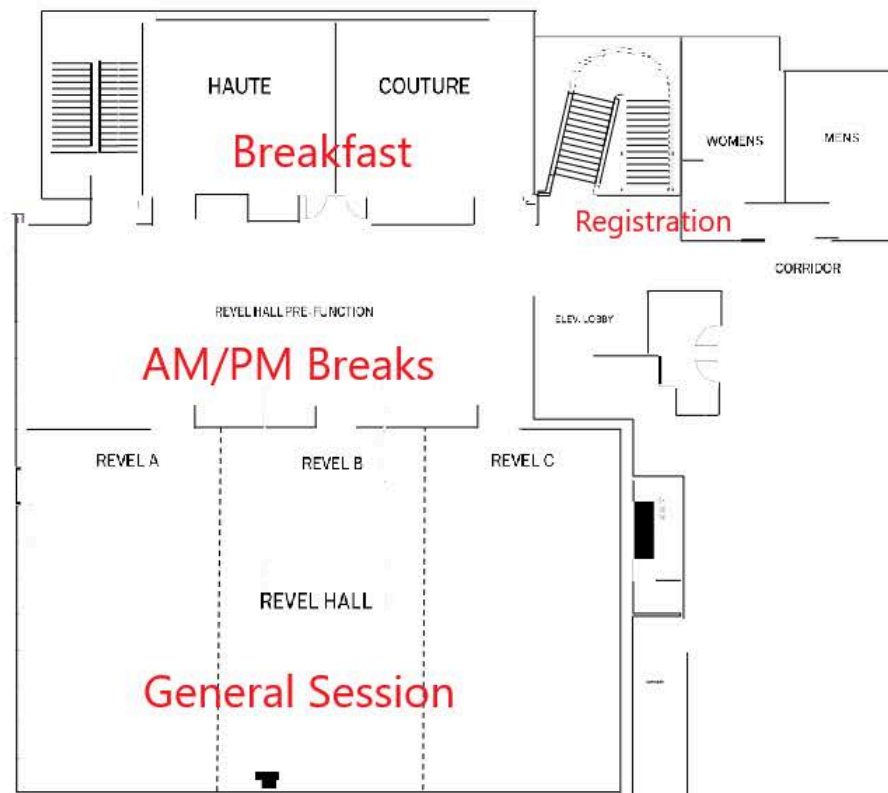 HAUTE
COUTURE
Breakfast
WOMENS
MENS
Registration
CORRIDOR
REVEL HALL PRE-FUNCTION
ELEV. LOBBY
AM/PM Breaks
REVEL A
REVEL B
REVEL C
REVEL HALL
General Session